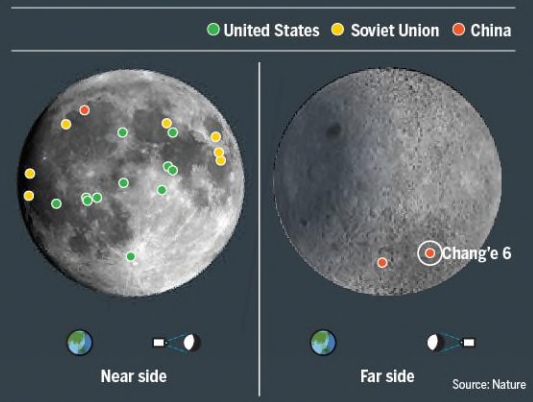 United States Soviet Union China
Chang'e 6
Near side
Far side
Source: Nature